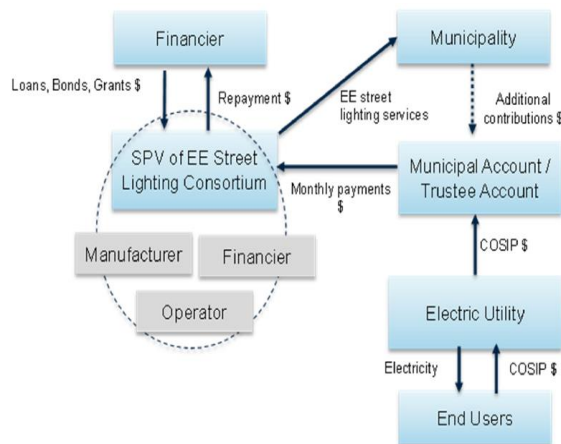 Financier
Municipality
Loans, Bonds, Grants $
Repayment $
EE street
lighting services
Additional
contributions $
SPV of EE Street
Lighting Consortium
Monthly payments
$
Municipal Account /
Trustee Account
Manufacturer
Financier
Operator
COSIP $
Electric Utility
Electricity
COSIP $
End Users